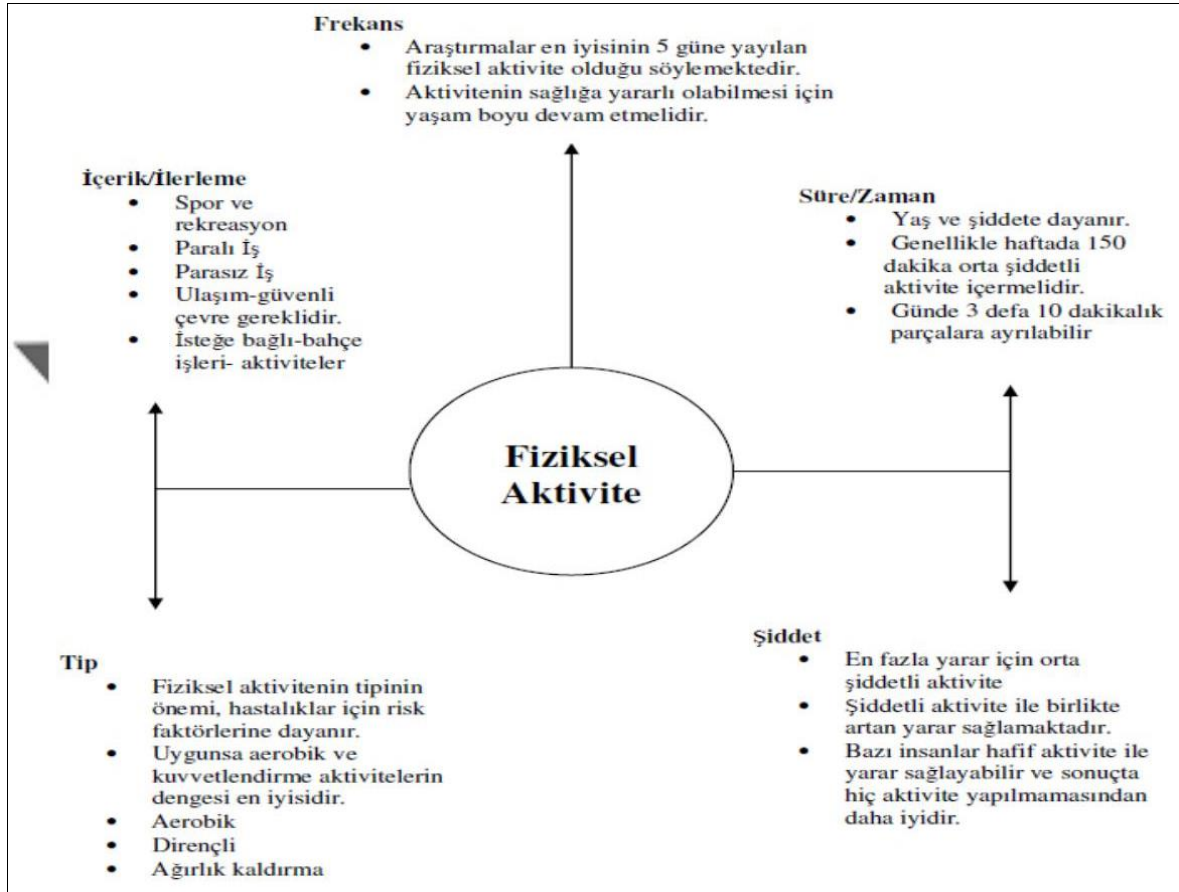 Frekans
• Araştırmalar en iyisinin 5 güne yayılan
fiziksel aktivite olduğu söylemektedir.
• Aktivitenin sağlığa yararlı olabilmesi için
yaşam boyu devam etmelidir.
İçerik/İlerleme
• Spor ve
rekreasyon
• Paralı İş
• Parasız İş
• Ulaşım-güvenli
çevre gereklidir.
• İsteğe bağlı-bahçe
işleri- aktiviteler
Süre/Zaman
• Yaş ve şiddete dayanır.
• Genellikle haftada 150
dakika orta şiddetli
aktivite içermelidir.
• Günde 3 defa 10 dakikalık
parçalara ayrılabilir
Fiziksel
Aktivite
Tip
• Fiziksel aktivitenin tipinin
önemi, hastalıklar için risk
faktörlerine dayanır.
• Uygunsa aerobik ve
kuvvetlendirme aktivitelerin
dengesi en iyisidir.
• Aerobik
• Dirençli
• Ağırlık kaldırma
Şiddet
• En fazla yarar için orta
şiddetli aktivite
• Şiddetli aktivite ile birlikte
artan yarar sağlamaktadır.
• Bazı insanlar hafif aktivite ile
yarar sağlayabilir ve sonuçta
hiç aktivite yapılmamasından
daha iyidir.